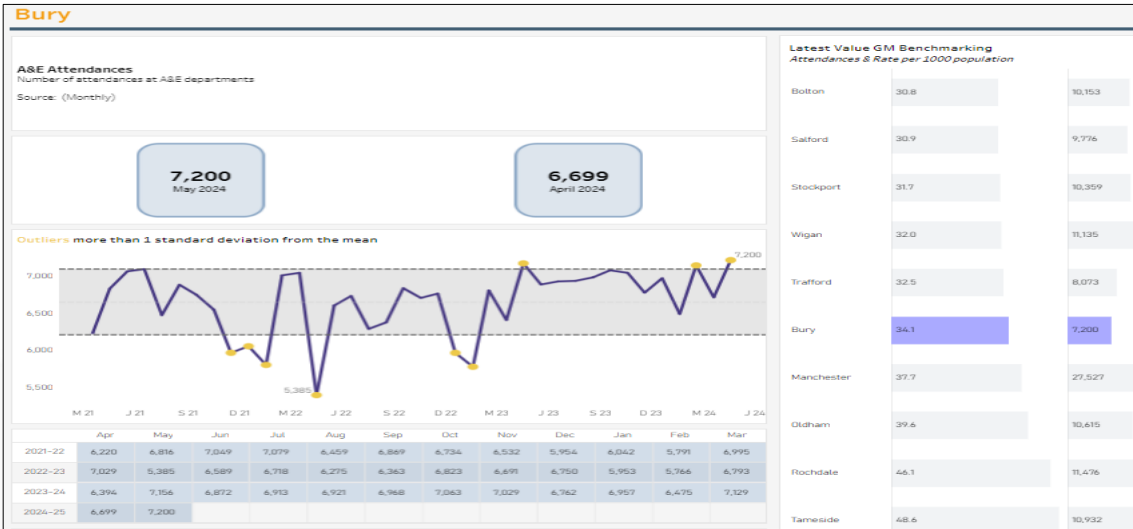 Bury
A&E Attendances
Number of attendances at A&E departments
Source: (Monthly)
7,200
May 2024
6,699
April 2024
Outliers more than 1 standard deviation from the mean
7,200
7,000
6,500
6,000
5,500
5,385
M 21 J 21 S 21 D 21 M 22 J 22 S 22 D 22 M 23 J 23 S 23 D 23 M 24 J 24
Apr May Jun Jul Aug Sep Oct Nov Dec Jan Feb Mar
2021-22 6,220 6,816 7,049 7,079 6,459 6,869 6,734 6,532 5,954 6,042 5,791 6,995
2022-23 7,029 5,385 6,589 6,718 6,275 6,363 6,823 6,691 6,750 5,953 5,766 6,793
2023-24 6,394 7,156 6,872 6,913 6,921 6,968 7,063 7,029 6,762 6,957 6,475 7,129
2024-25 6,699 7,200
Latest Value GM Benchmarking
Attendances & Rate per 1000 population
Bolton 30.8 10,153
Salford 30.9 9,776
Stockport 31.7 10,359
Wigan 32.0 11,135
Trafford 32.5 8,073
Bury 34.1 7,200
Manchester 37.7 27,527
Oldham 39.6 10,615
Rochdale 46.1 11,476
Tameside 48.6 10,932